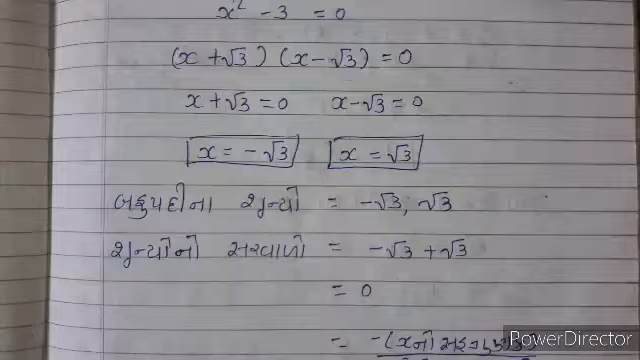 x² - 3 = 0
(x + √3) (x - √3) = 0
x + √3 = 0 x - √3 = 0
x = - √3 x = √3
બહુપદીના શૂન્યો = -√3, √3
શૂન્યોનો સરવાળો = -√3 + √3
= 0
= -(xનો
PowerDirector